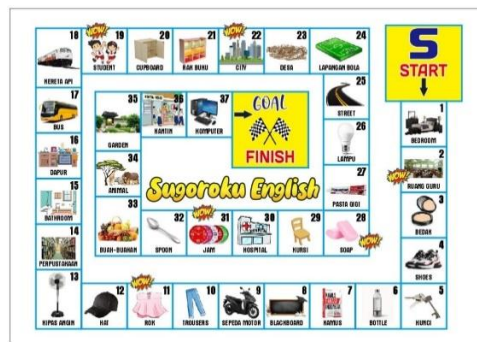 S
START
1
BEDROOM
2
WOW!
RUANG GURU
3
BEDAK
4
SHOES
5
KUNCI
6
BOTTLE
7
KAMUS
8
BLACKBOARD
9
SEPEDA MOTOR
10
TROUSERS
11
WOW!
ROK
12
HAT
13
KIPAS ANGIN
14
PERPUSTAKAAN
15
BATHROOM
16
DAPUR
17
BUS
18
KERETA API
19
WOW!
STUDENT
20
CUPBOARD
21
RAK BUKU
22
WOW!
CITY
23
DESA
24
LAPANGAN BOLA
25
STREET
26
LAMPU
27
PASTA GIGI
28
SOAP
WOW!
29
KURSI
30
HOSPITAL
31
WOW!
JAM
32
SPOON
33
BUAH-BUAHAN
34
ANIMAL
35
GARDEN
36
KANTIN
37
KOMPUTER
GOAL
FINISH
Sugoroku English